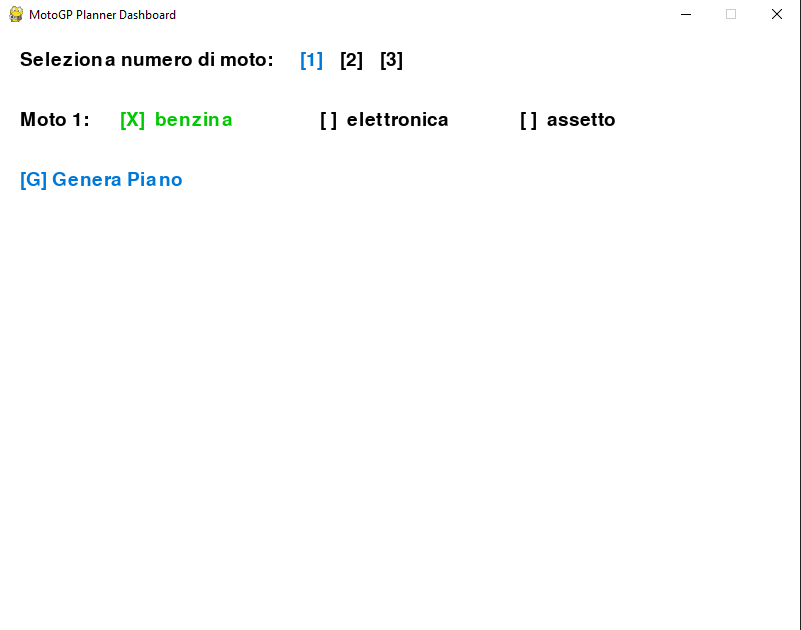 MotoGP Planner Dashboard
Seleziona numero di moto: [1] [2] [3]
Moto 1: [X] benzina [ ] elettronica [ ] assetto
[G] Genera Piano